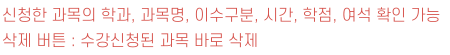 신청한 과목의 학과, 과목명, 이수구분, 시간, 학점, 여석 확인 가능
삭제 버튼 : 수강신청된 과목 바로 삭제